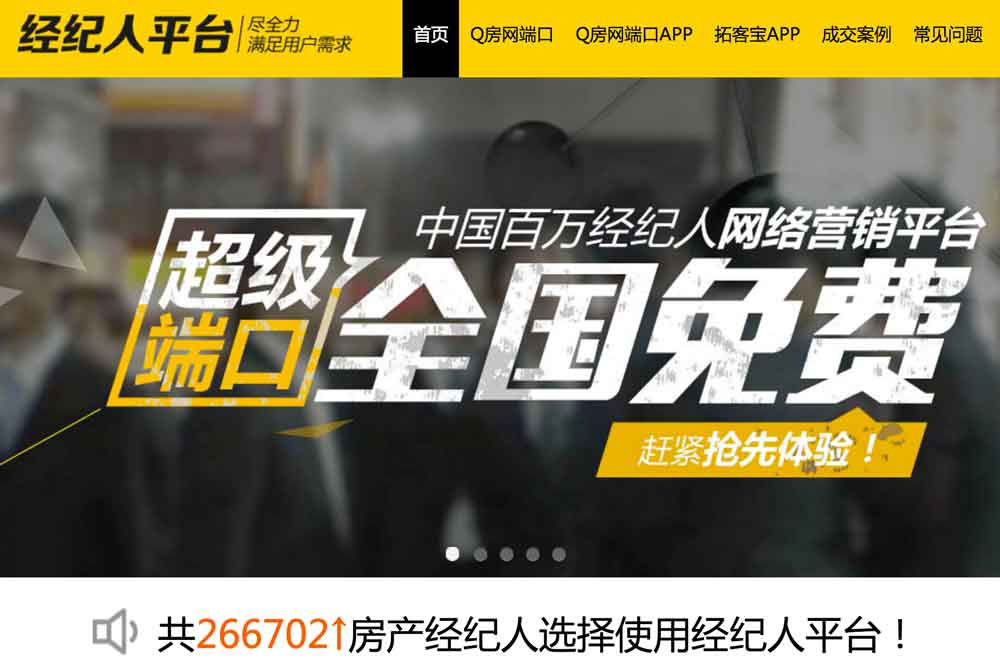 经纪人平台
尽全力
满足用户需求
首页
Q房网端口
Q房网端口APP
拓客宝APP
成交案例
常见问题
中国百万经纪人网络营销平台
超级
端口
全国免费
赶紧抢先体验！
共266702↑房产经纪人选择使用经纪人平台！